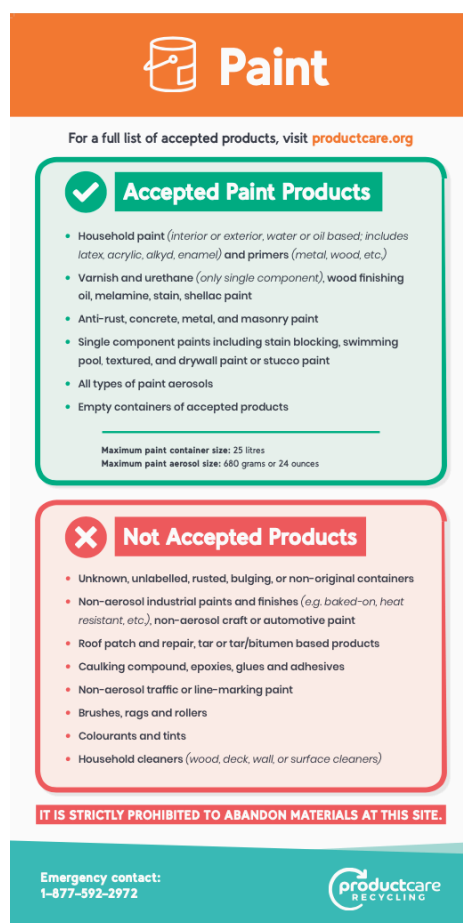 Paint
For a full list of accepted products, visit productcare.org
Accepted Paint Products
• Household paint (interior or exterior, water or oil based; includes
latex, acrylic, alkyd, enamel) and primers (metal, wood, etc,)
• Varnish and urethane (only single component), wood finishing
oil, melamine, stain, shellac paint
• Anti-rust, concrete, metal, and masonry paint
• Single component paints including stain blocking, swimming
pool, textured, and drywall paint or stucco paint
• All types of paint aerosols
• Empty containers of accepted products
Maximum paint container size: 25 litres
Maximum paint aerosol size: 680 grams or 24 ounces
Not Accepted Products
• Unknown, unlabelled, rusted, bulging, or non-original containers
• Non-aerosol industrial paints and finishes (e.g. baked-on, heat
resistant, etc.), non-aerosol craft or automotive paint
• Roof patch and repair, tar or tar/bitumen based products
• Caulking compound, epoxies, glues and adhesives
• Non-aerosol traffic or line-marking paint
• Brushes, rags and rollers
• Colourants and tints
• Household cleaners (wood, deck, wall, or surface cleaners)
IT IS STRICTLY PROHIBITED TO ABANDON MATERIALS AT THIS SITE.
Emergency contact:
1-877-592-2972
productcare
RECYCLING